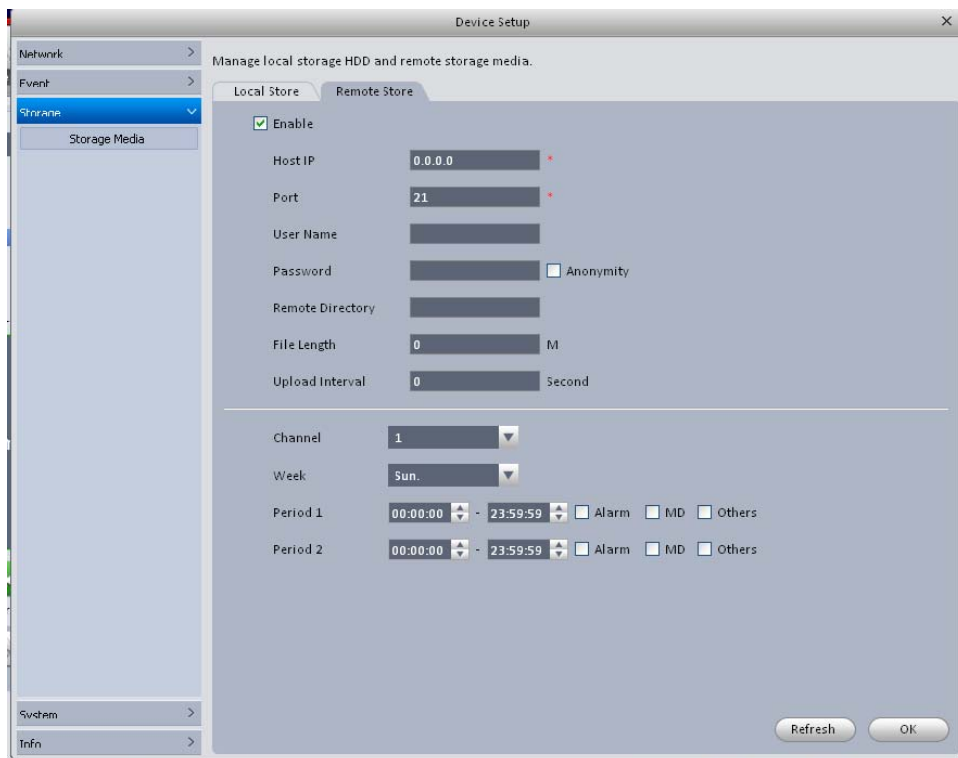 Device Setup
Network
Event
Storage
Storage Media
System
Info
Manage local storage HDD and remote storage media.
Local Store Remote Store
Enable
Host IP 0.0.0.0 *
Port 21 *
User Name
Password Anonymity
Remote Directory
File Length 0 M
Upload Interval 0 Second
Channel 1
Week Sun.
Period 1 00:00:00 - 23:59:59 Alarm MD Others
Period 2 00:00:00 - 23:59:59 Alarm MD Others
Refresh OK